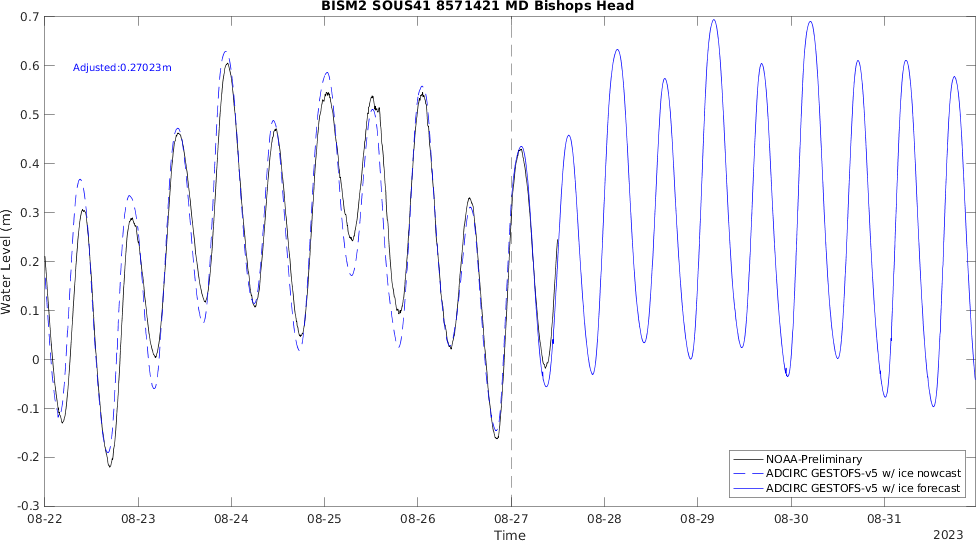 BISM2 SOUS41 8571421 MD Bishops Head
0.7
0.6
0.5
0.4
0.3
0.2
0.1
0
-0.1
-0.2
-0.3
Water Level (m)
Adjusted:0.27023m
NOAA-Preliminary
ADCIRC GESTOFS-v5 w/ ice nowcast
ADCIRC GESTOFS-v5 w/ ice forecast
08-22 08-23 08-24 08-25 08-26 08-27 08-28 08-29 08-30 08-31
Time
2023